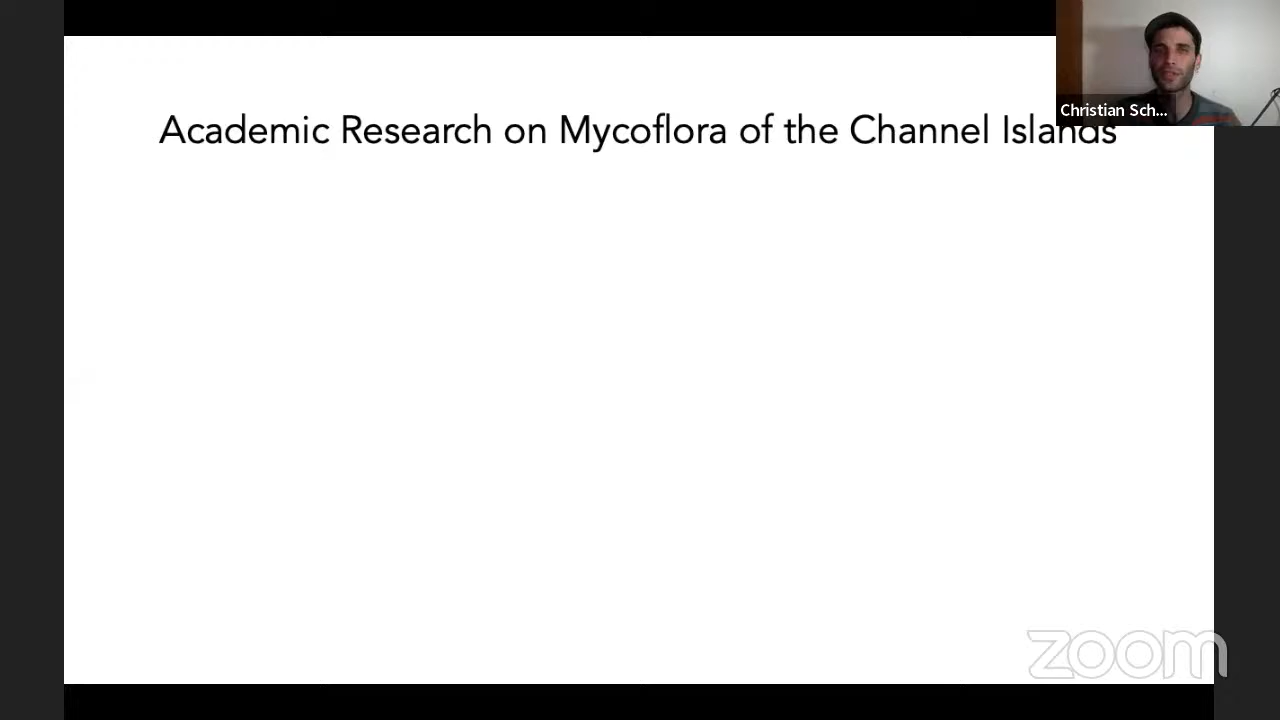 Christian Sch...
Academic Research on Mycoflora of the Channel Islands
zoom